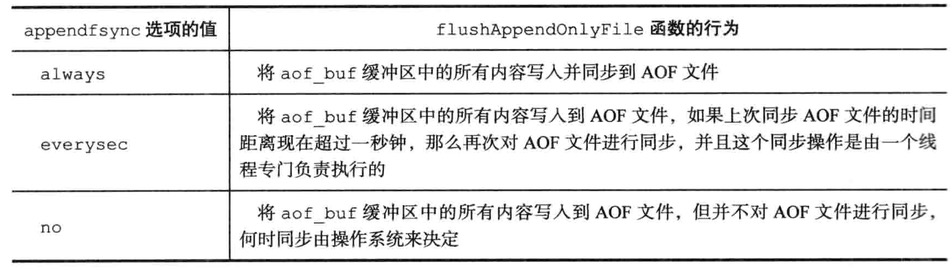 appendfsync 选项的值 flushAppendOnlyFile 函数的行为
always 将 aof_buf 缓冲区中的所有内容写入并同步到 AOF 文件
将 aof_buf 缓冲区中的所有内容写入到 AOF 文件，如果上次同步 AOF 文件的时间
everysec 距离现在超过一秒钟，那么再次对 AOF 文件进行同步，并且这个同步操作是由一个线
程专门负责执行的
将 aof_buf 缓冲区中的所有内容写入到 AOF 文件，但并不对 AOF 文件进行同步，
no 何时同步由操作系统来决定